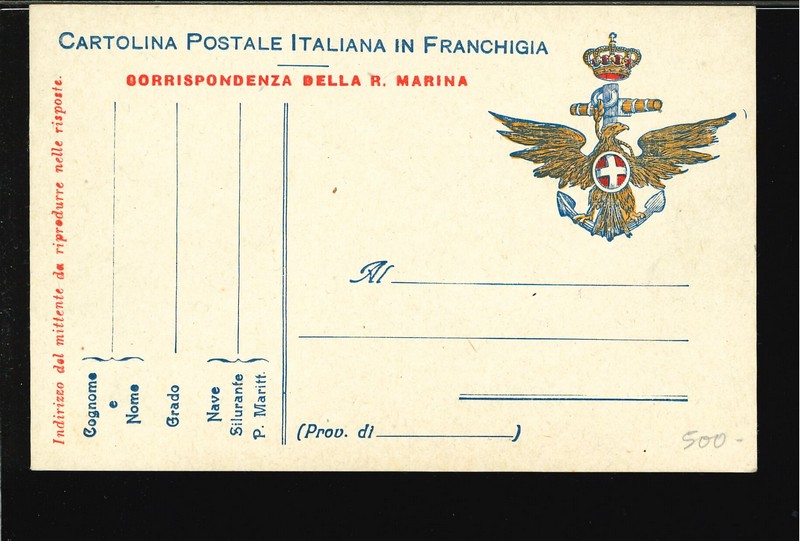 CARTOLINA POSTALE ITALIANA IN FRANCHIGIA
CORRISPONDENZA DELLA R. MARINA
Indirizzo del mittente da riprodurre nelle risposte.
Cognome
e
Nome
Grado
Nave
Silurante
P. Maritt.
Al
(Prov. di )
500-